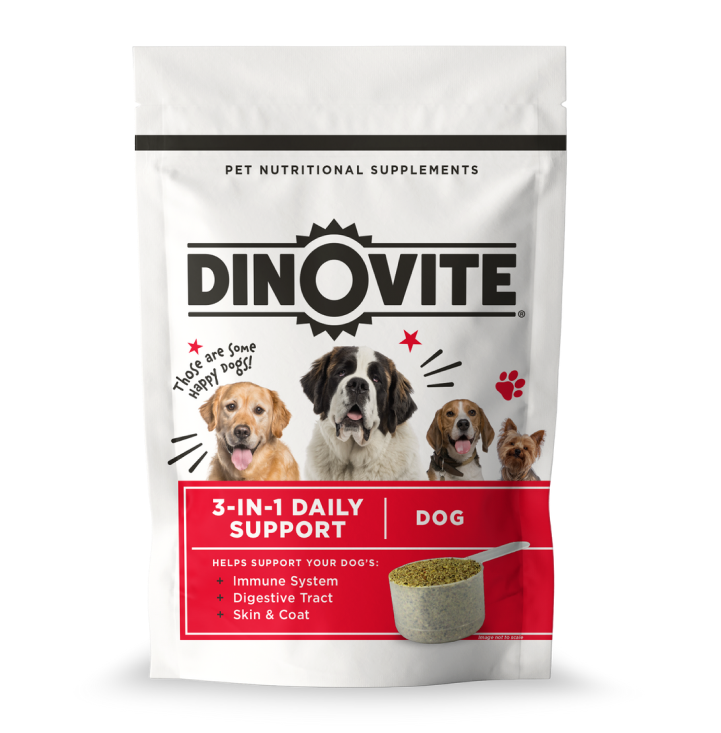 PET NUTRITIONAL SUPPLEMENTS
DINOVITE®
Those are Some
Happy Dogs!
3-IN-1 DAILY
SUPPORT
DOG
HELPS SUPPORT YOUR DOG'S:
+ Immune System
+ Digestive Tract
+ Skin & Coat
Image not to scale